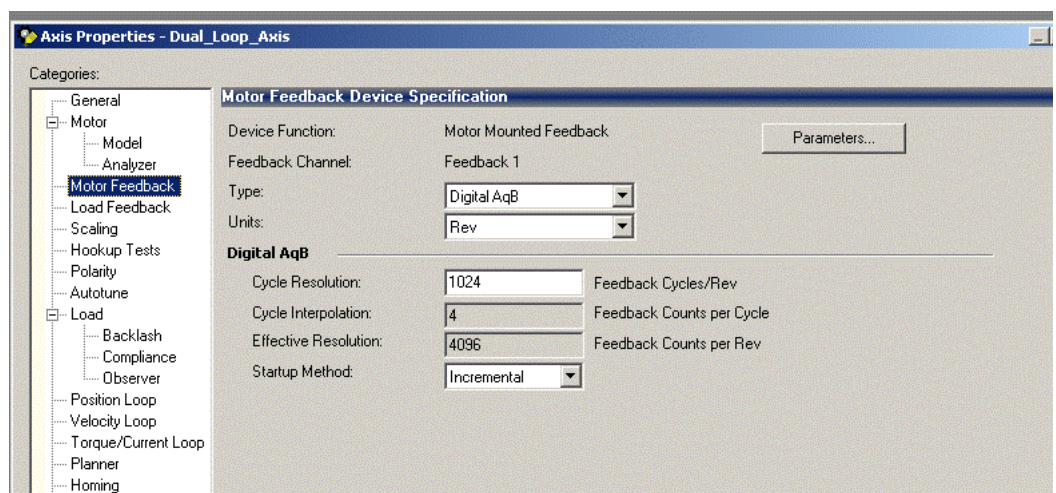 Axis Properties - Dual_Loop_Axis
Categories:
General
Motor
Model
Analyzer
Motor Feedback
Load Feedback
Scaling
Hookup Tests
Polarity
Autotune
Load
Backlash
Compliance
Observer
Position Loop
Velocity Loop
Torque/Current Loop
Planner
Homing
Motor Feedback Device Specification
Device Function: Motor Mounted Feedback Parameters...
Feedback Channel: Feedback 1
Type: Digital AqB
Units: Rev
Digital AqB
Cycle Resolution: 1024 Feedback Cycles/Rev
Cycle Interpolation: 4 Feedback Counts per Cycle
Effective Resolution: 4096 Feedback Counts per Rev
Startup Method: Incremental